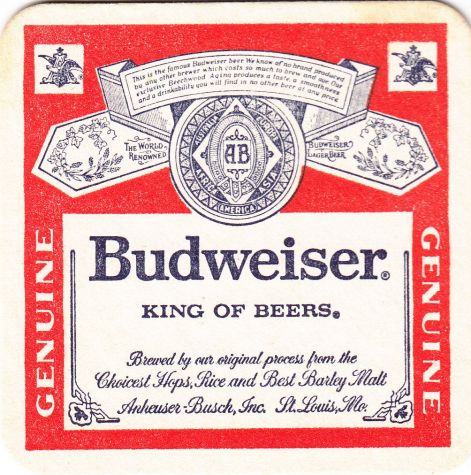 This is the famous Budweiser beer. We know of no brand produced
by any other brewer which costs so much to brew and age. Our
exclusive Beechwood Aging produces a taste, a smoothness
and a drinkability you will find in no other beer at any price.
THE WORLD
RENOWNED
BUDWEISER
LAGER BEER
EUROPE
AB
AFRICA
ASIA
AMERICA
GENUINE
GENUINE
Budweiser®
KING OF BEERS®
Brewed by our original process from the
Choicest Hops, Rice and Best Barley Malt
Anheuser-Busch, Inc. St. Louis, Mo.